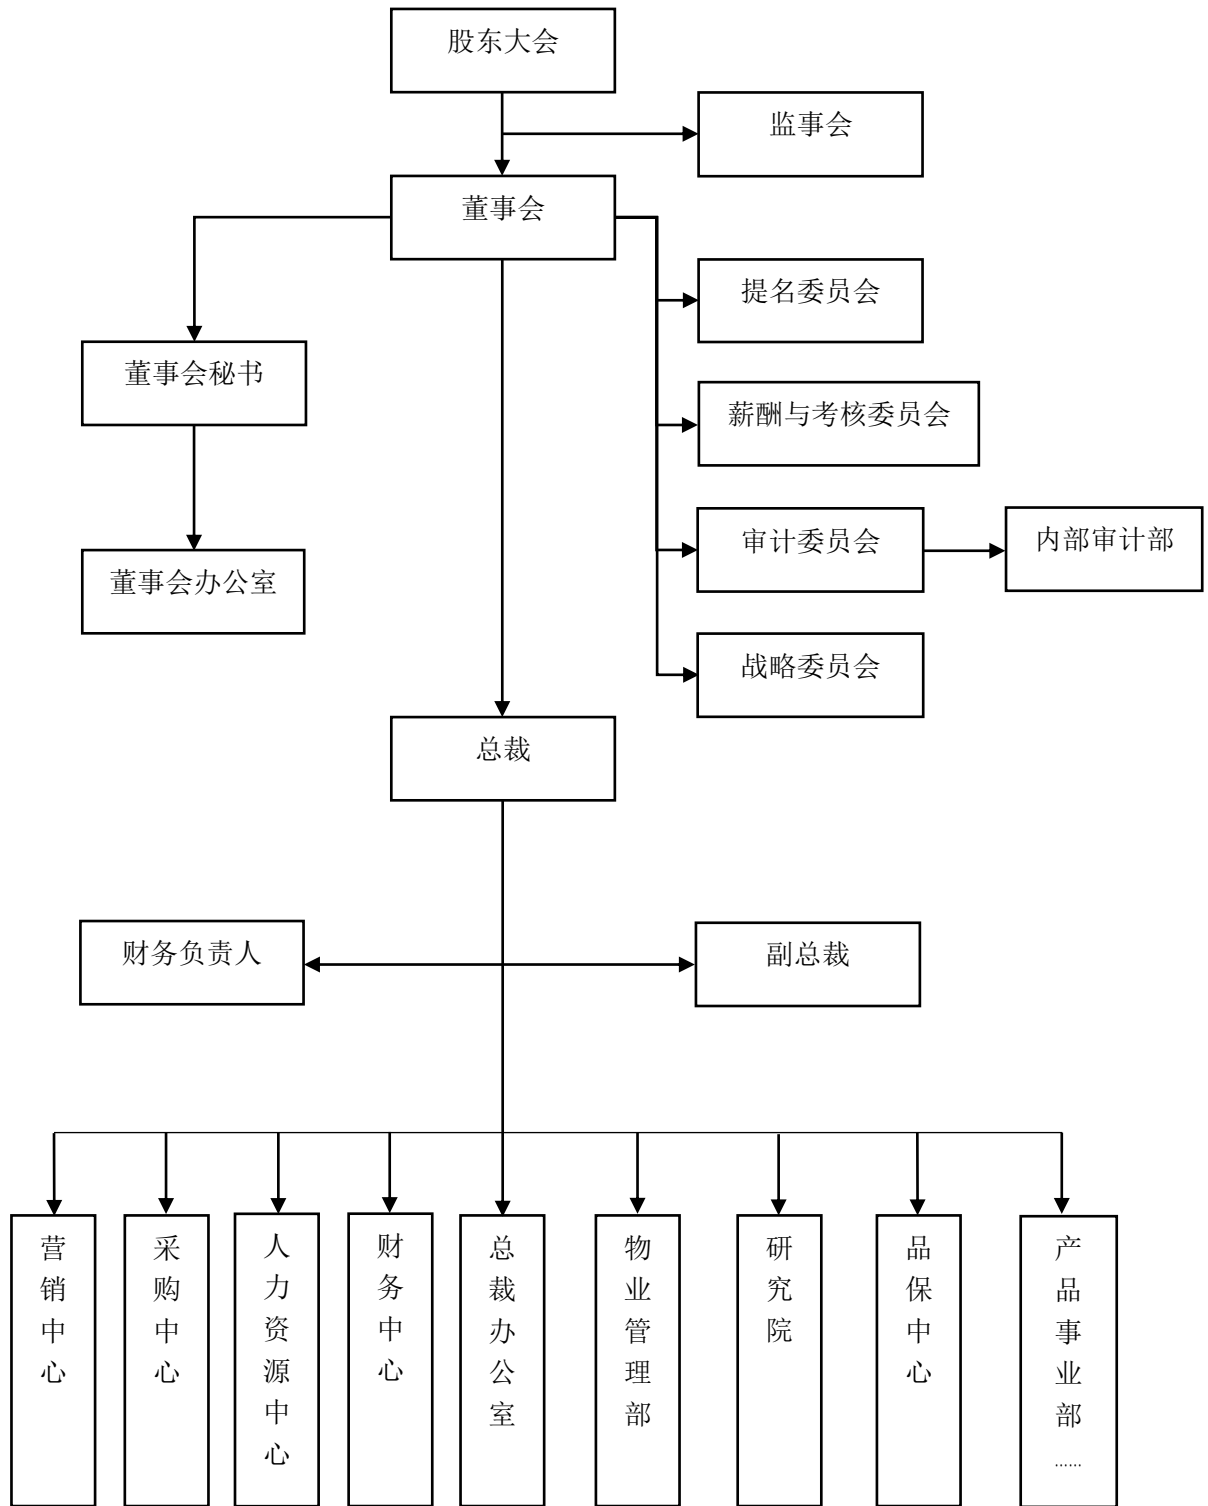 股东大会
监事会
董事会
提名委员会
董事会秘书
薪酬与考核委员会
审计委员会
内部审计部
董事会办公室
战略委员会
总裁
财务负责人
副总裁
营销中心
采购中心
人力资源中心
财务中心
总裁办公室
物业管理部
研究院
品保中心
产品事业部……